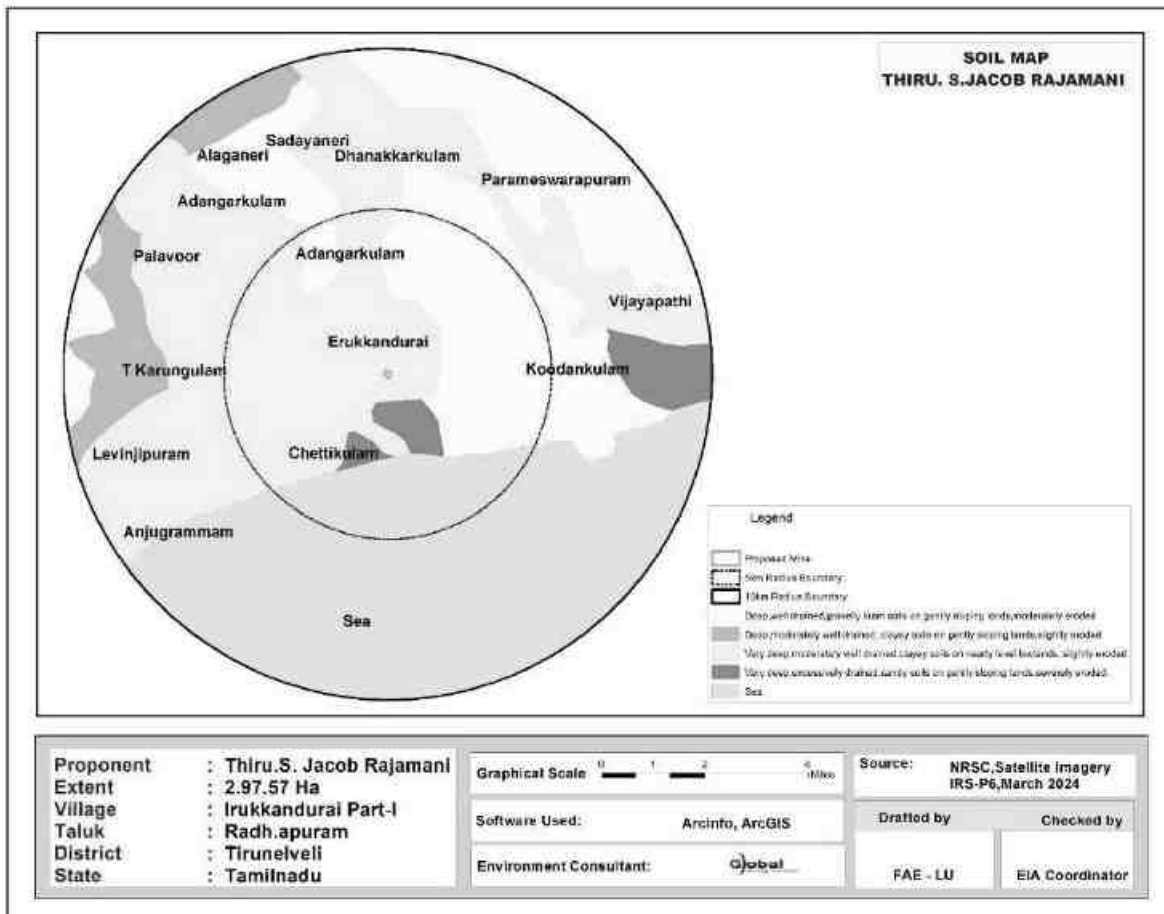 SOIL MAP
THIRU. S.JACOB RAJAMANI
Sadayaneri
Alaganeri
Dhanakkarkulam
Parameswarapuram
Adangarkulam
Palavoor
Adangarkulam
Vijayapathi
Erukkandurai
T Karungulam
Koodankulam
Levinjipuram
Chettikulam
Anjugrammam
Sea
Legend
Proposed Mine
5km Radius Boundary
10km Radius Boundary
Deep,well drained,gravelly loam soils on gently sloping lands,moderately eroded
Deep,moderately well drained, clayey soils on gently sloping lands,slightly eroded
Very deep,moderately well drained,clayey soils on nearly level lowlands, slightly eroded
Very deep,excessively drained,sandy soils on gently sloping lands,severely eroded
Sea
Proponent : Thiru.S. Jacob Rajamani
Extent : 2.97.57 Ha
Village : Irukkandurai Part-I
Taluk : Radh.apuram
District : Tirunelveli
State : Tamilnadu
Graphical Scale 0 1 2
Miles
Software Used: Arcinfo, ArcGIS
Environment Consultant: Global
Source: NRSC,Satellite Imagery
IRS-P6,March 2024
Drafted by Checked by
FAE - LU EIA Coordinator